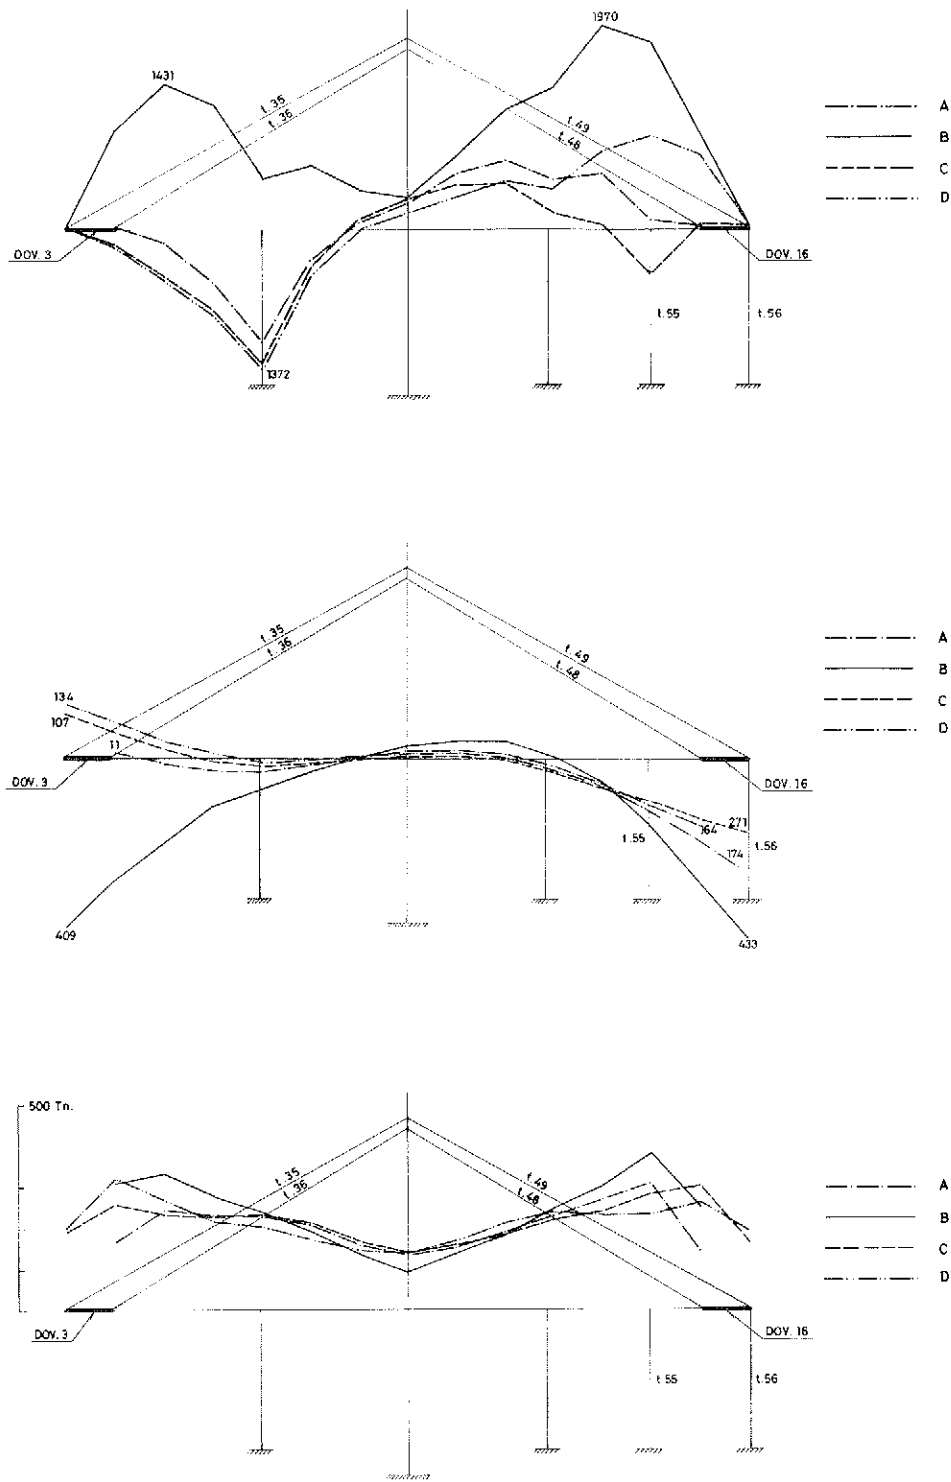 1970
1431
t. 35
t. 36
t. 49
t. 48
A
B
C
D
DOV. 3
DOV. 16
t.55
t.56
1372
t.35
t. 36
t. 49
t. 48
A
B
C
D
134
107
11
DOV. 3
DOV. 16
164
271
t.55
t.56
174
409
433
500 Tn.
t. 35
t. 36
t. 49
t. 48
A
B
C
D
DOV. 3
DOV. 16
t.55
t.56